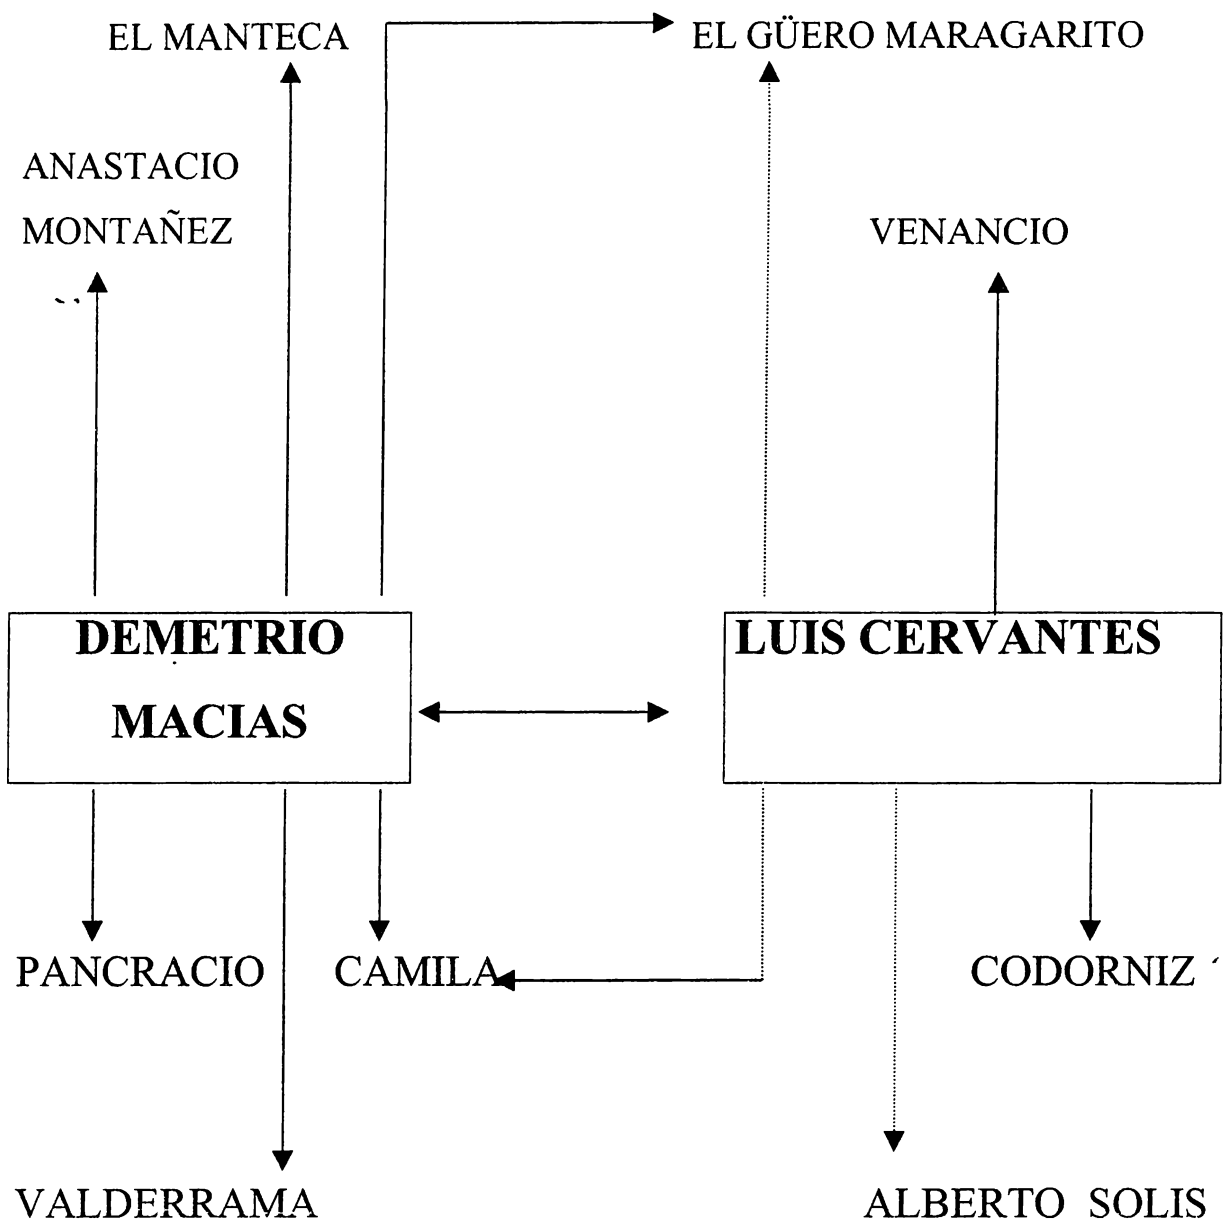 EL MANTECA
EL GÜERO MARAGARITO
ANASTACIO
MONTAÑEZ
VENANCIO
DEMETRIO
MACIAS
LUIS CERVANTES
PANCRACIO
CAMILA
CODORNIZ
VALDERRAMA
ALBERTO SOLIS